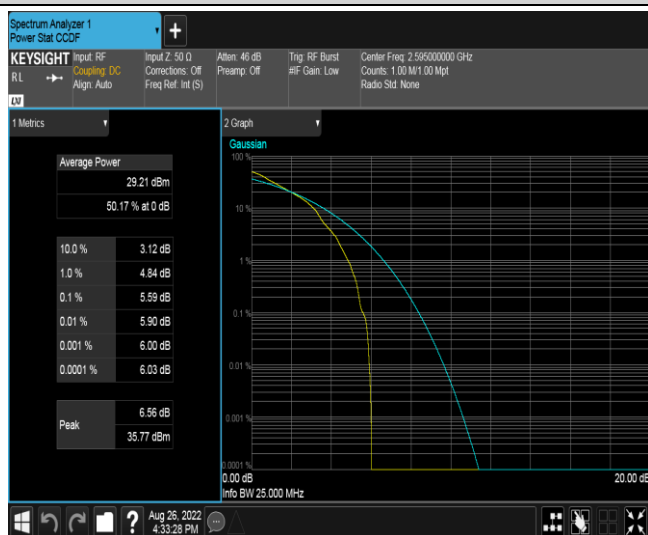 Spectrum Analyzer 1
Power Stat CCDF
+
KEYSIGHT
R L
LXI
Input: RF
Coupling: DC
Align: Auto
Input Z: 50 Ω
Corrections: Off
Freq Ref: Int (S)
Atten: 46 dB
Preamp: Off
Trig: RF Burst
#IF Gain: Low
Center Freq: 2.595000000 GHz
Counts: 1.00 M/1.00 Mpt
Radio Std: None
1 Metrics
Average Power
29.21 dBm
50.17 % at 0 dB
10.0 % 3.12 dB
1.0 % 4.84 dB
0.1 % 5.59 dB
0.01 % 5.90 dB
0.001 % 6.00 dB
0.0001 % 6.03 dB
Peak
6.56 dB
35.77 dBm
2 Graph
Gaussian
100 %
10 %
1 %
0.1 %
0.01 %
0.001 %
0.0001 %
0.00 dB
20.00 dB
Info BW 25.000 MHz
?
Aug 26, 2022
4:33:28 PM